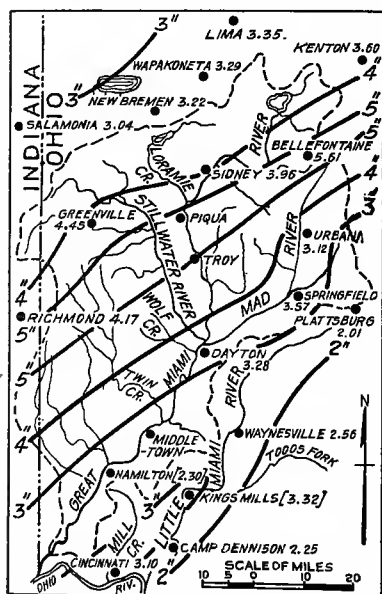 3"
LIMA 3.35.
KENTON 3.60
WAPAKONETA 3.29
4"
3"
NEW BREMEN 3.22
5"
SALAMONIA 3.04
INDIANA
OHIO
BELLEFONTAINE
5.61
4"
LORAMIE
CR.
RIVER
SIDNEY 3.96
3"
GREENVILLE
4.45
STILLWATER RIVER
PIQUA
URBANA
3.12
TROY
RIVER
4"
RICHMOND 4.17
5"
WOLF
CR.
MAD
SPRINGFIELD
3.57
PLATTSBURG
2.01
5"
MIAMI
DAYTON
3.28
2"
TWIN
CR.
RIVER
4"
MIDDLE-
TOWN
WAYNESVILLE 2.56
N
GREAT
MIAMI
TODDS FORK
HAMILTON [2.30]
3"
3"
KINGS MILLS [3.32]
MILL
CR.
LITTLE
CAMP DENNISON 2.25
CINCINNATI 3.10
2"
SCALE OF MILES
OHIO
RIV.
10 0 10 20